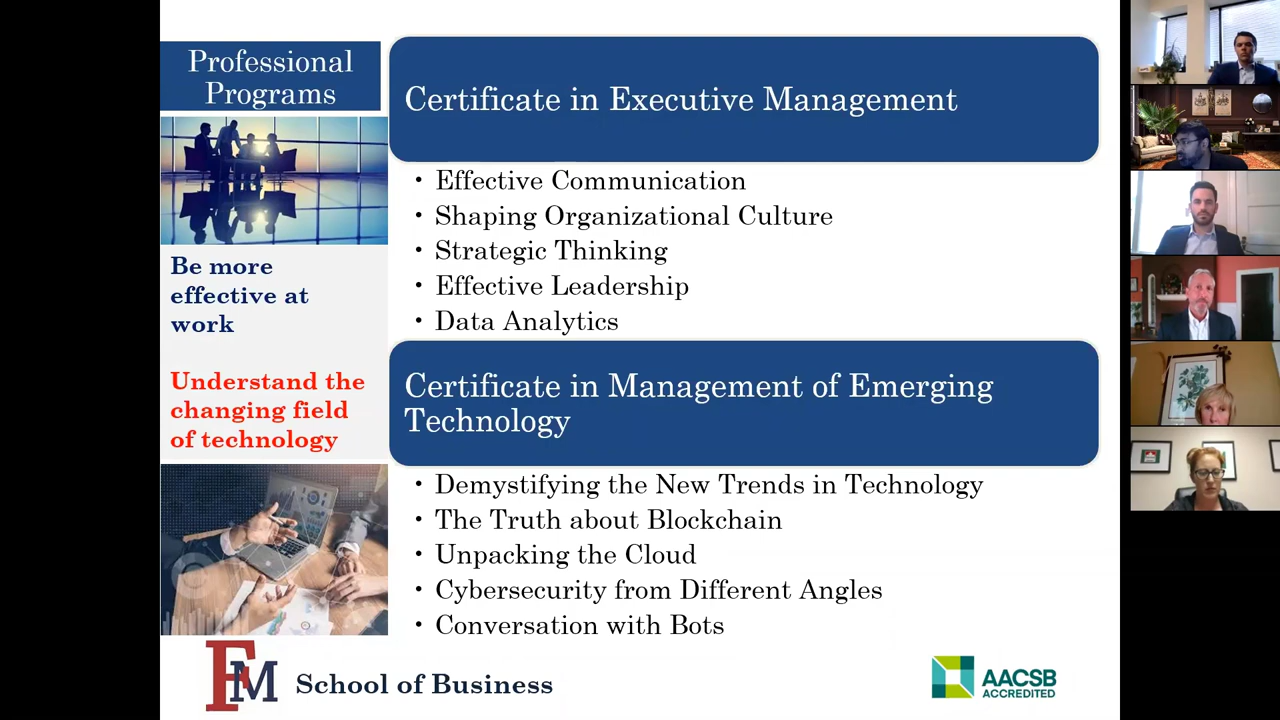 Professional
Programs
Be more
effective at
work
Understand the
changing field
of technology
Certificate in Executive Management
• Effective Communication
• Shaping Organizational Culture
• Strategic Thinking
• Effective Leadership
• Data Analytics
Certificate in Management of Emerging
Technology
• Demystifying the New Trends in Technology
• The Truth about Blockchain
• Unpacking the Cloud
• Cybersecurity from Different Angles
• Conversation with Bots
FM
School of Business
AACSB
ACCREDITED